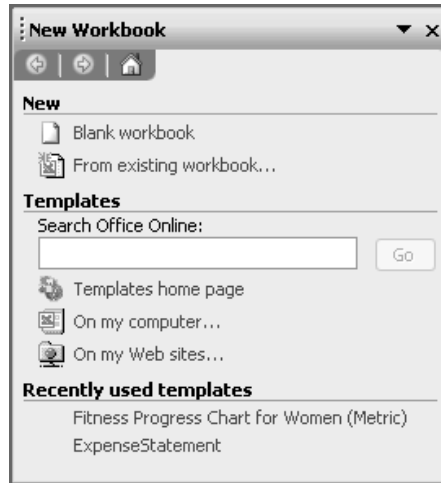 New Workbook
New
Blank workbook
From existing workbook...
Templates
Search Office Online:
Go
Templates home page
On my computer...
On my Web sites...
Recently used templates
Fitness Progress Chart for Women (Metric)
ExpenseStatement